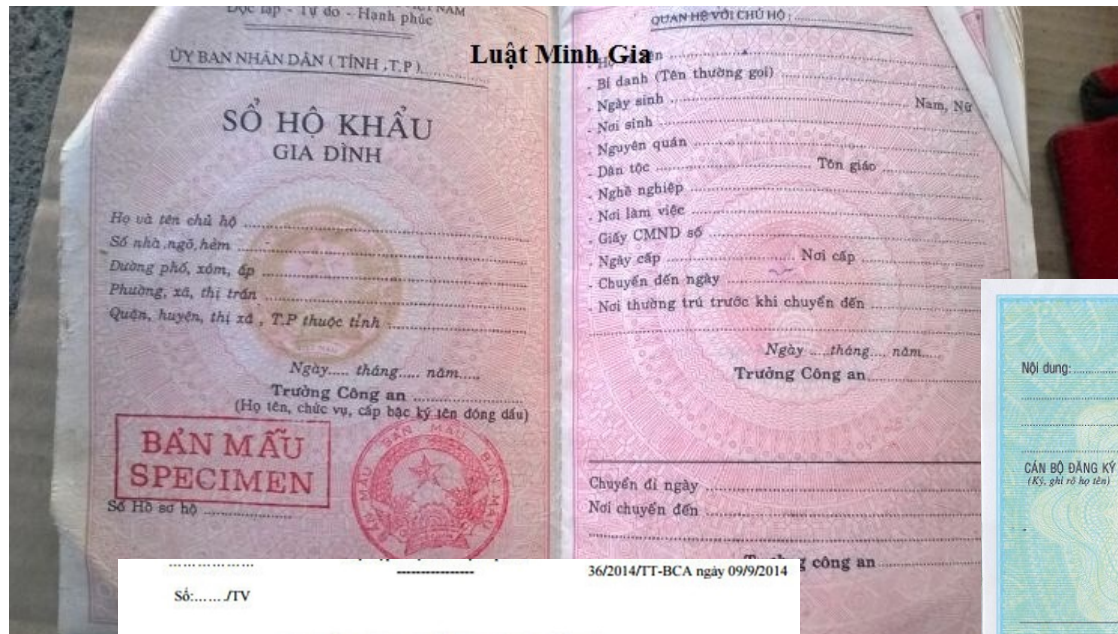 Độc lập - Tự do - Hạnh phúc
ỦY BAN NHÂN DÂN ( TỈNH ,T.P )
SỔ HỘ KHẨU
GIA ĐÌNH
Họ và tên chủ hộ
Số nhà ,ngõ,hẻm
Đường phố, xóm, ấp
Phường, xã, thị trấn
Quận, huyện, thị xã , T.P thuộc tỉnh
Ngày..... tháng..... năm.....
Trưởng Công an
(Họ tên, chức vụ, cấp bậc ký tên đóng dấu)
BẢN MẪU
SPECIMEN
BẢN MẪU BẢN MẪU
Số Hồ sơ hộ
Luật Minh Gia
QUAN HỆ VỚI CHỦ HỘ :
. Bí danh (Tên thường gọi)
. Ngày sinh Nam, Nữ
. Nơi sinh
. Nguyên quán
. Dân tộc Tôn giáo
. Nghề nghiệp
. Nơi làm việc
. Giấy CMND số
. Ngày cấp Nơi cấp
. Chuyển đến ngày
. Nơi thường trú trước khi chuyển đến
Ngày .....tháng.... năm.....
Trưởng Công an
Chuyển đi ngày
Nơi chuyển đến
công an
36/2014/TT-BCA ngày 09/9/2014
Số:...... /TV
Nội dung:
CÁN BỘ ĐĂNG KÝ
(Ký, ghi rõ họ tên)